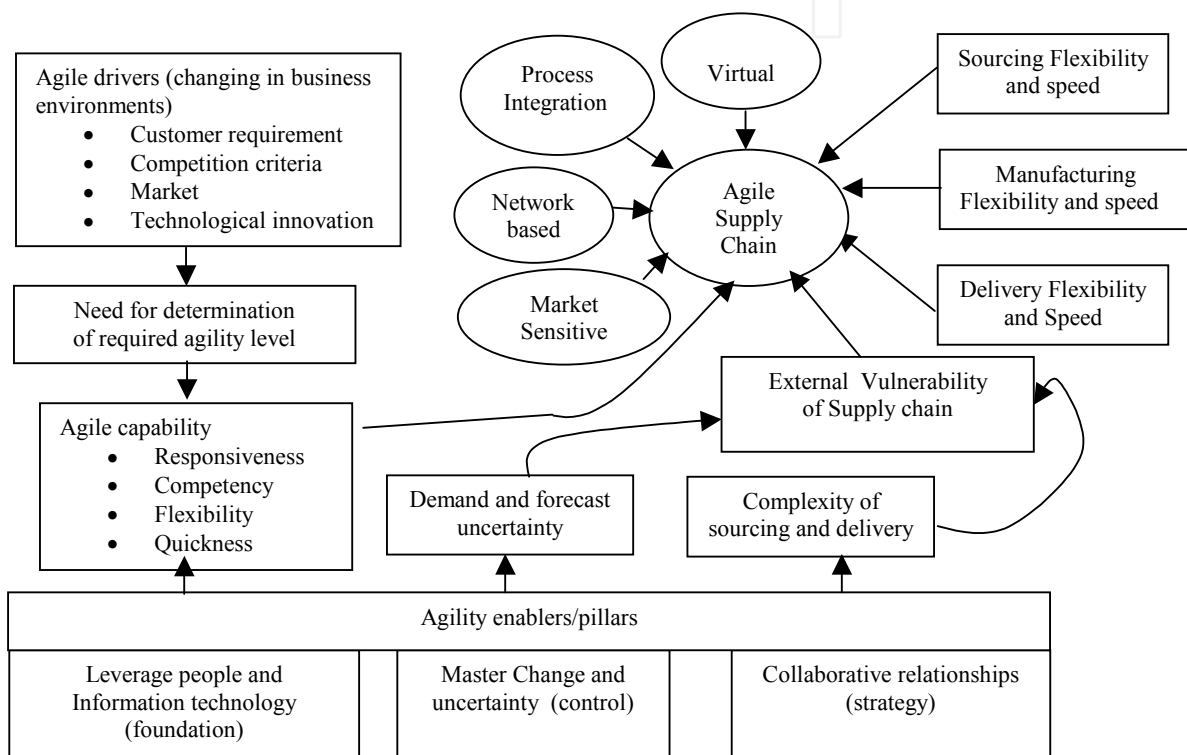 Agile drivers (changing in business
environments)
• Customer requirement
• Competition criteria
• Market
• Technological innovation
Need for determination
of required agility level
Agile capability
• Responsiveness
• Competency
• Flexibility
• Quickness
Process
Integration
Virtual
Network
based
Market
Sensitive
Agile
Supply
Chain
Sourcing Flexibility
and speed
Manufacturing
Flexibility and speed
Delivery Flexibility
and Speed
External Vulnerability
of Supply chain
Demand and forecast
uncertainty
Complexity of
sourcing and delivery
Agility enablers/pillars
Leverage people and
Information technology
(foundation)
Master Change and
uncertainty (control)
Collaborative relationships
(strategy)